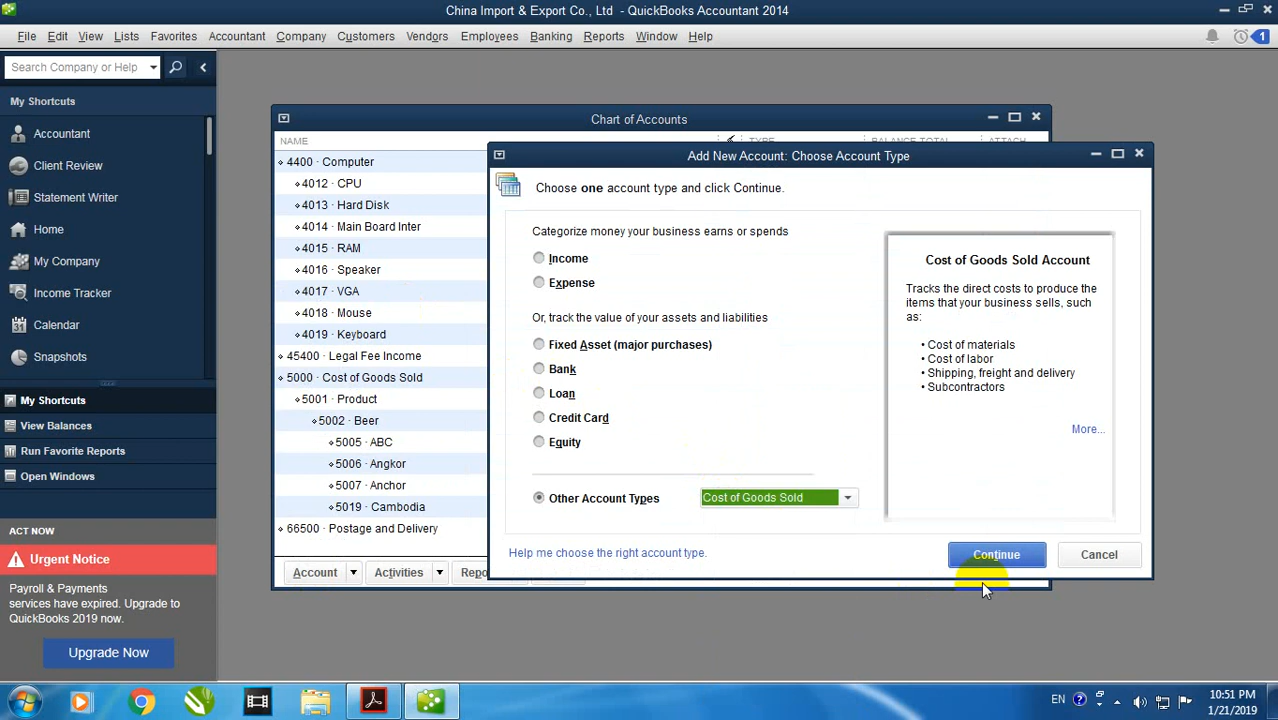 China Import & Export Co., Ltd - QuickBooks Accountant 2014
File Edit View Lists Favorites Accountant Company Customers Vendors Employees Banking Reports Window Help
1
Search Company or Help
My Shortcuts
Accountant
Client Review
Statement Writer
Home
My Company
Income Tracker
Calendar
Snapshots
My Shortcuts
View Balances
Run Favorite Reports
Open Windows
ACT NOW
Urgent Notice
Payroll & Payments
services have expired. Upgrade to
QuickBooks 2019 now.
Upgrade Now
Chart of Accounts
NAME TYPE BALANCE TOTAL ATTACH
4400 · Computer
4012 · CPU
4013 · Hard Disk
4014 · Main Board Inter
4015 · RAM
4016 · Speaker
4017 · VGA
4018 · Mouse
4019 · Keyboard
45400 · Legal Fee Income
5000 · Cost of Goods Sold
5001 · Product
5002 · Beer
5005 · ABC
5006 · Angkor
5007 · Anchor
5019 · Cambodia
66500 · Postage and Delivery
Account Activities Repo
Add New Account: Choose Account Type
Choose one account type and click Continue.
Categorize money your business earns or spends
Income
Expense
Or, track the value of your assets and liabilities
Fixed Asset (major purchases)
Bank
Loan
Credit Card
Equity
Other Account Types Cost of Goods Sold
Cost of Goods Sold Account
Tracks the direct costs to produce the
items that your business sells, such
as:
• Cost of materials
• Cost of labor
• Shipping, freight and delivery
• Subcontractors
More...
Help me choose the right account type.
Continue Cancel
EN
10:51 PM
1/21/2019